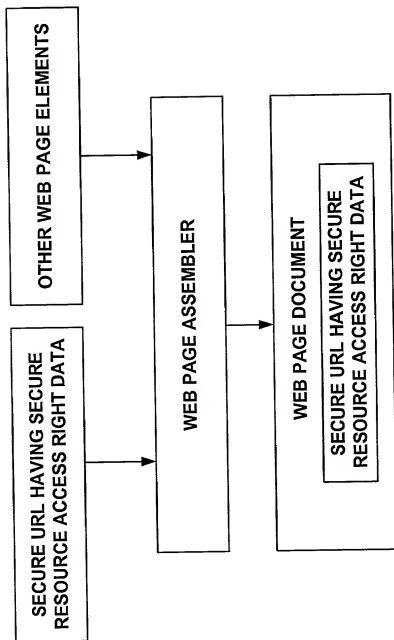 SECURE URL HAVING SECURE
RESOURCE ACCESS RIGHT DATA
OTHER WEB PAGE ELEMENTS
WEB PAGE ASSEMBLER
WEB PAGE DOCUMENT
SECURE URL HAVING SECURE
RESOURCE ACCESS RIGHT DATA